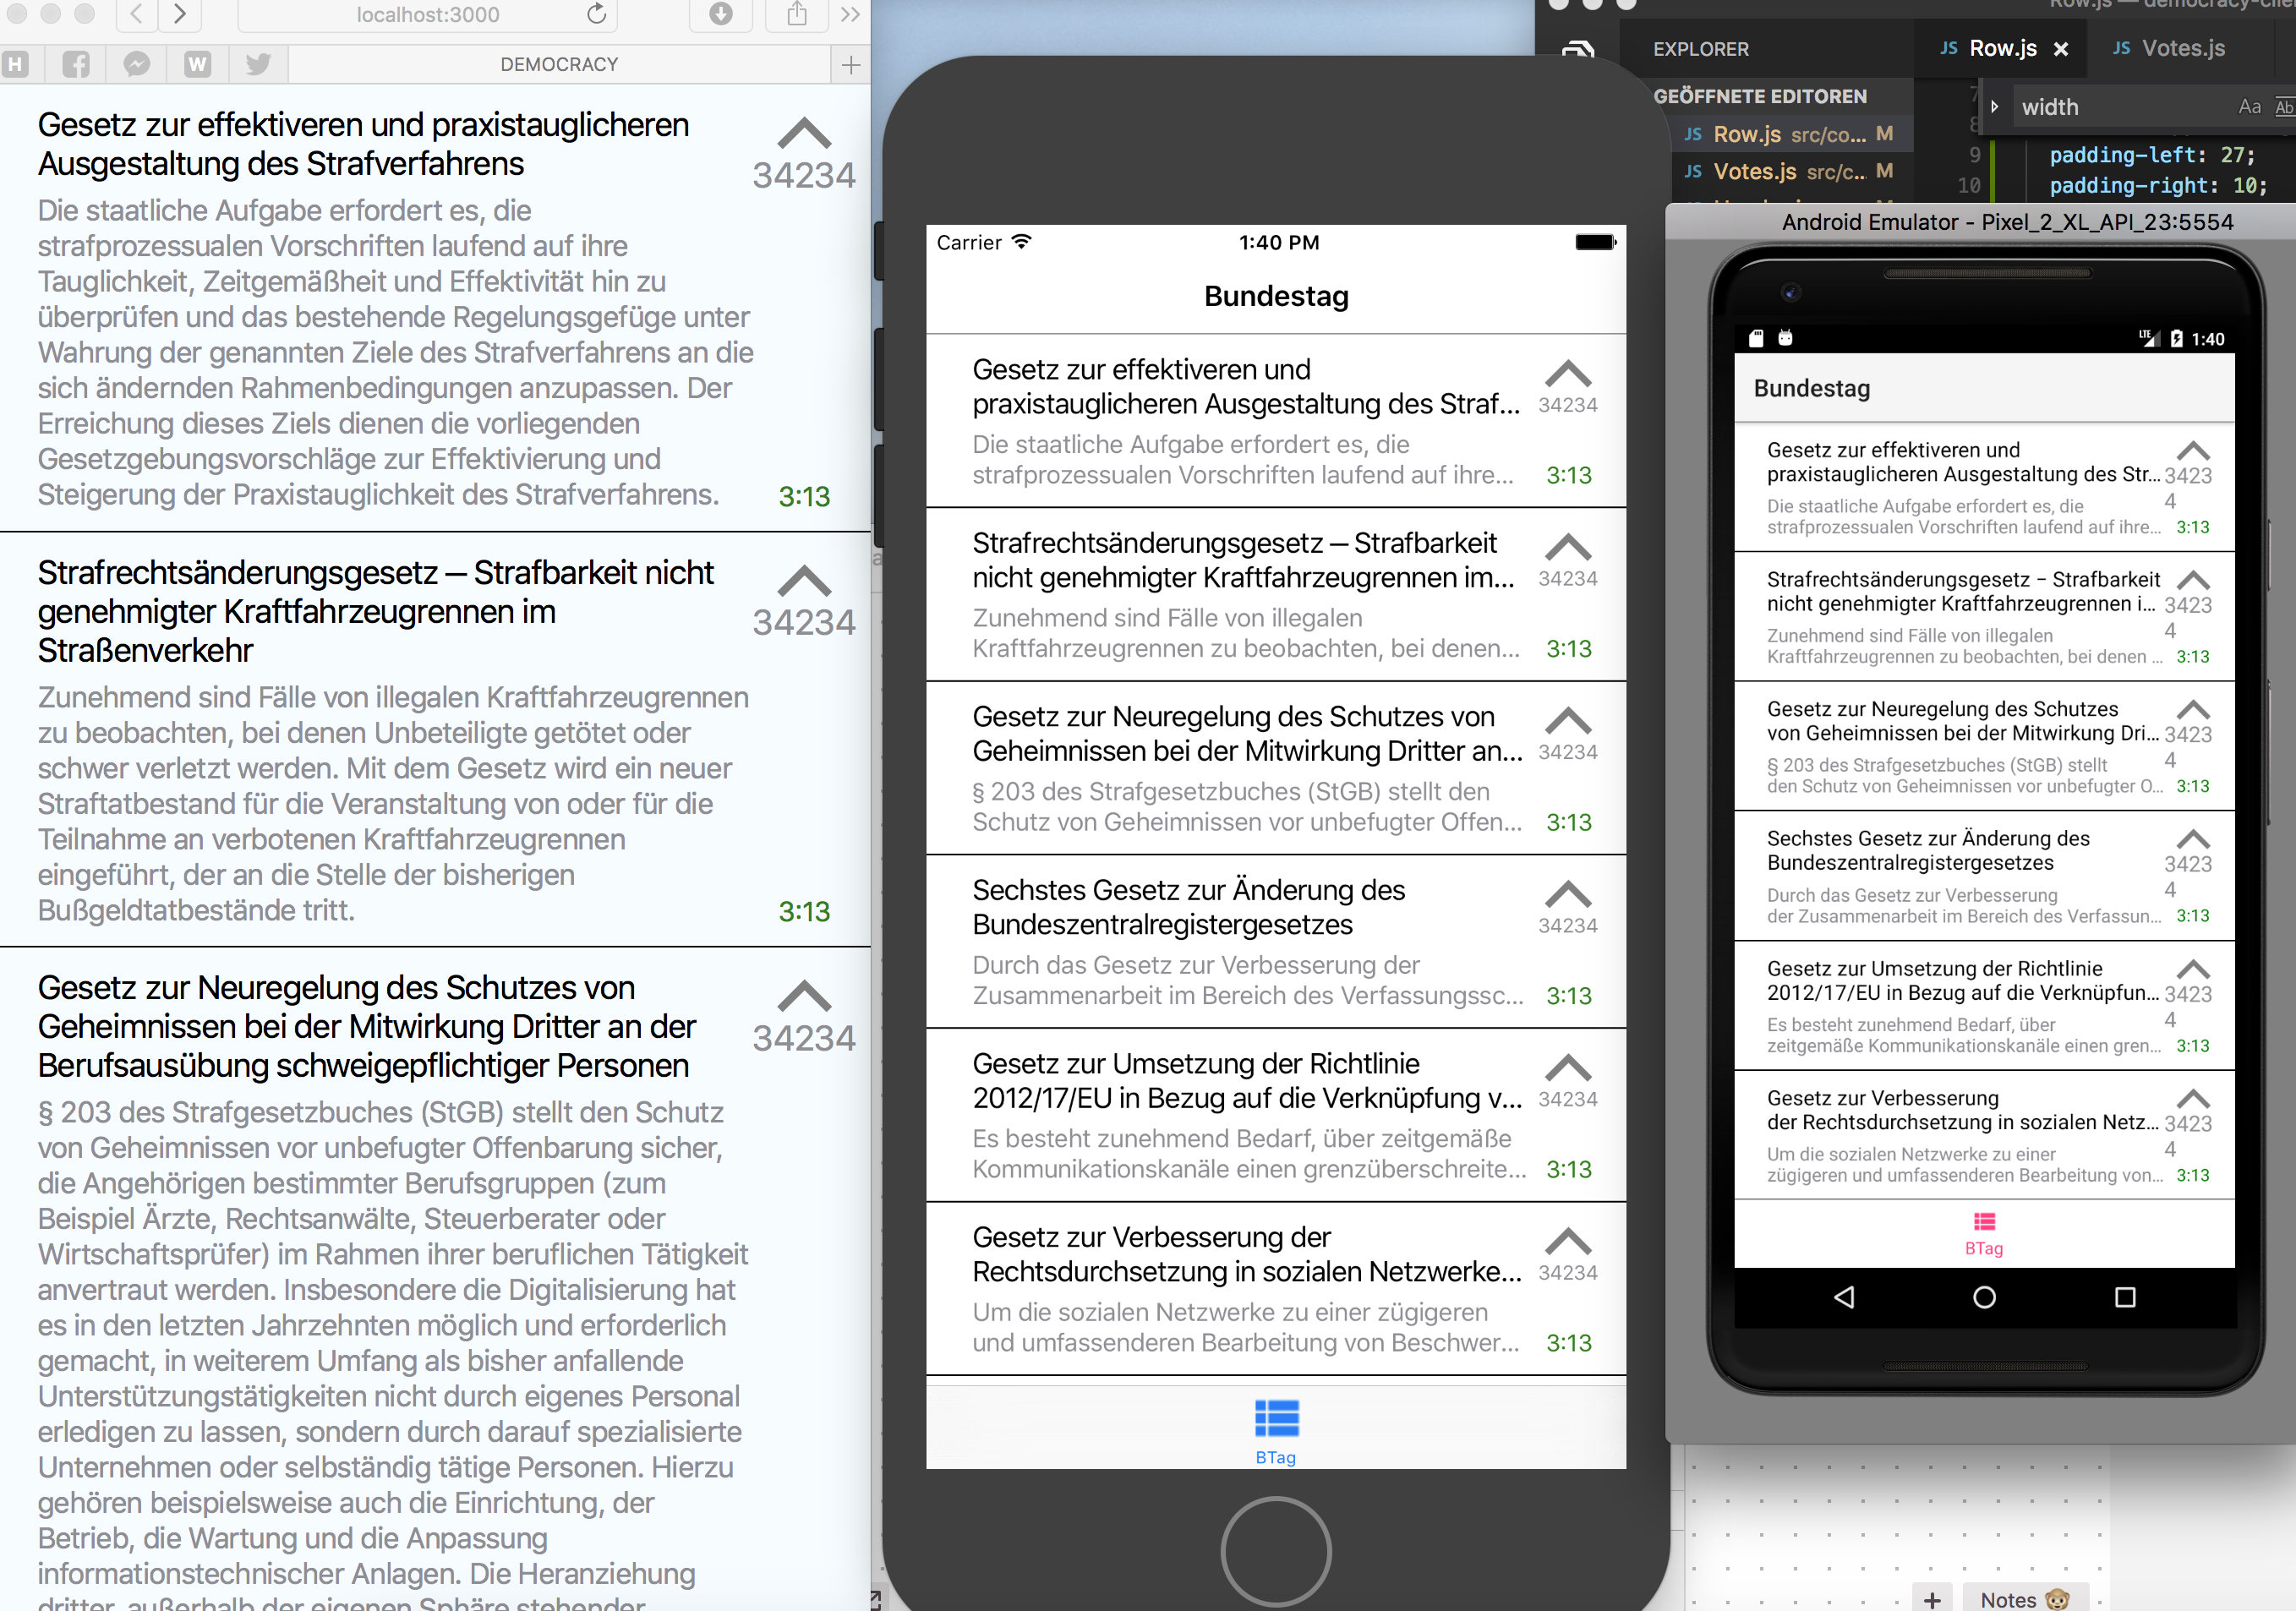 localhost:3000
DEMOCRACY
Gesetz zur effektiveren und praxistauglicheren
Ausgestaltung des Strafverfahrens
34234
Die staatliche Aufgabe erfordert es, die
strafprozessualen Vorschriften laufend auf ihre
Tauglichkeit, Zeitgemäßheit und Effektivität hin zu
überprüfen und das bestehende Regelungsgefüge unter
Wahrung der genannten Ziele des Strafverfahrens an die
sich ändernden Rahmenbedingungen anzupassen. Der
Erreichung dieses Ziels dienen die vorliegenden
Gesetzgebungsvorschläge zur Effektivierung und
Steigerung der Praxistauglichkeit des Strafverfahrens.
3:13
Strafrechtsänderungsgesetz – Strafbarkeit nicht
genehmigter Kraftfahrzeugrennen im
Straßenverkehr
34234
Zunehmend sind Fälle von illegalen Kraftfahrzeugrennen
zu beobachten, bei denen Unbeteiligte getötet oder
schwer verletzt werden. Mit dem Gesetz wird ein neuer
Straftatbestand für die Veranstaltung von oder für die
Teilnahme an verbotenen Kraftfahrzeugrennen
eingeführt, der an die Stelle der bisherigen
Bußgeldtatbestände tritt.
3:13
Gesetz zur Neuregelung des Schutzes von
Geheimnissen bei der Mitwirkung Dritter an der
Berufsausübung schweigepflichtiger Personen
34234
§ 203 des Strafgesetzbuches (StGB) stellt den Schutz
von Geheimnissen vor unbefugter Offenbarung sicher,
die Angehörigen bestimmter Berufsgruppen (zum
Beispiel Ärzte, Rechtsanwälte, Steuerberater oder
Wirtschaftsprüfer) im Rahmen ihrer beruflichen Tätigkeit
anvertraut werden. Insbesondere die Digitalisierung hat
es in den letzten Jahrzehnten möglich und erforderlich
gemacht, in weiterem Umfang als bisher anfallende
Unterstützungstätigkeiten nicht durch eigenes Personal
erledigen zu lassen, sondern durch darauf spezialisierte
Unternehmen oder selbständig tätige Personen. Hierzu
gehören beispielsweise auch die Einrichtung, der
Betrieb, die Wartung und die Anpassung
informationstechnischer Anlagen. Die Heranziehung
dritter, außerhalb der eigenen Sphäre stehender
Carrier 1:40 PM
Bundestag
Gesetz zur effektiveren und
praxistauglicheren Ausgestaltung des Straf...
34234
Die staatliche Aufgabe erfordert es, die
strafprozessualen Vorschriften laufend auf ihre...
3:13
Strafrechtsänderungsgesetz – Strafbarkeit
nicht genehmigter Kraftfahrzeugrennen im...
34234
Zunehmend sind Fälle von illegalen
Kraftfahrzeugrennen zu beobachten, bei denen...
3:13
Gesetz zur Neuregelung des Schutzes von
Geheimnissen bei der Mitwirkung Dritter an...
34234
§ 203 des Strafgesetzbuches (StGB) stellt den
Schutz von Geheimnissen vor unbefugter Offen...
3:13
Sechstes Gesetz zur Änderung des
Bundeszentralregistergesetzes
34234
Durch das Gesetz zur Verbesserung der
Zusammenarbeit im Bereich des Verfassungssc...
3:13
Gesetz zur Umsetzung der Richtlinie
2012/17/EU in Bezug auf die Verknüpfung v...
34234
Es besteht zunehmend Bedarf, über zeitgemäße
Kommunikationskanäle einen grenzüberschreite...
3:13
Gesetz zur Verbesserung der
Rechtsdurchsetzung in sozialen Netzwerke...
34234
Um die sozialen Netzwerke zu einer zügigeren
und umfassenderen Bearbeitung von Beschwer...
3:13
BTag
EXPLORER
GEÖFFNETE EDITOREN
JS Row.js src/co... M
JS Votes.js src/c... M
JS Row.js
JS Votes.js
width Aa
9 padding-left: 27;
10 padding-right: 10;
Android Emulator - Pixel_2_XL_API_23:5554
LTE 1:40
Bundestag
Gesetz zur effektiveren und
praxistauglicheren Ausgestaltung des Str...
3423
4
Die staatliche Aufgabe erfordert es, die
strafprozessualen Vorschriften laufend auf ihre...
3:13
Strafrechtsänderungsgesetz – Strafbarkeit
nicht genehmigter Kraftfahrzeugrennen i...
3423
4
Zunehmend sind Fälle von illegalen
Kraftfahrzeugrennen zu beobachten, bei denen ...
3:13
Gesetz zur Neuregelung des Schutzes
von Geheimnissen bei der Mitwirkung Dri...
3423
4
§ 203 des Strafgesetzbuches (StGB) stellt
den Schutz von Geheimnissen vor unbefugter O...
3:13
Sechstes Gesetz zur Änderung des
Bundeszentralregistergesetzes
3423
4
Durch das Gesetz zur Verbesserung
der Zusammenarbeit im Bereich des Verfassun...
3:13
Gesetz zur Umsetzung der Richtlinie
2012/17/EU in Bezug auf die Verknüpfun...
3423
4
Es besteht zunehmend Bedarf, über
zeitgemäße Kommunikationskanäle einen gren...
3:13
Gesetz zur Verbesserung
der Rechtsdurchsetzung in sozialen Netz...
3423
4
Um die sozialen Netzwerke zu einer
zügigeren und umfassenderen Bearbeitung von...
3:13
BTag
Notes